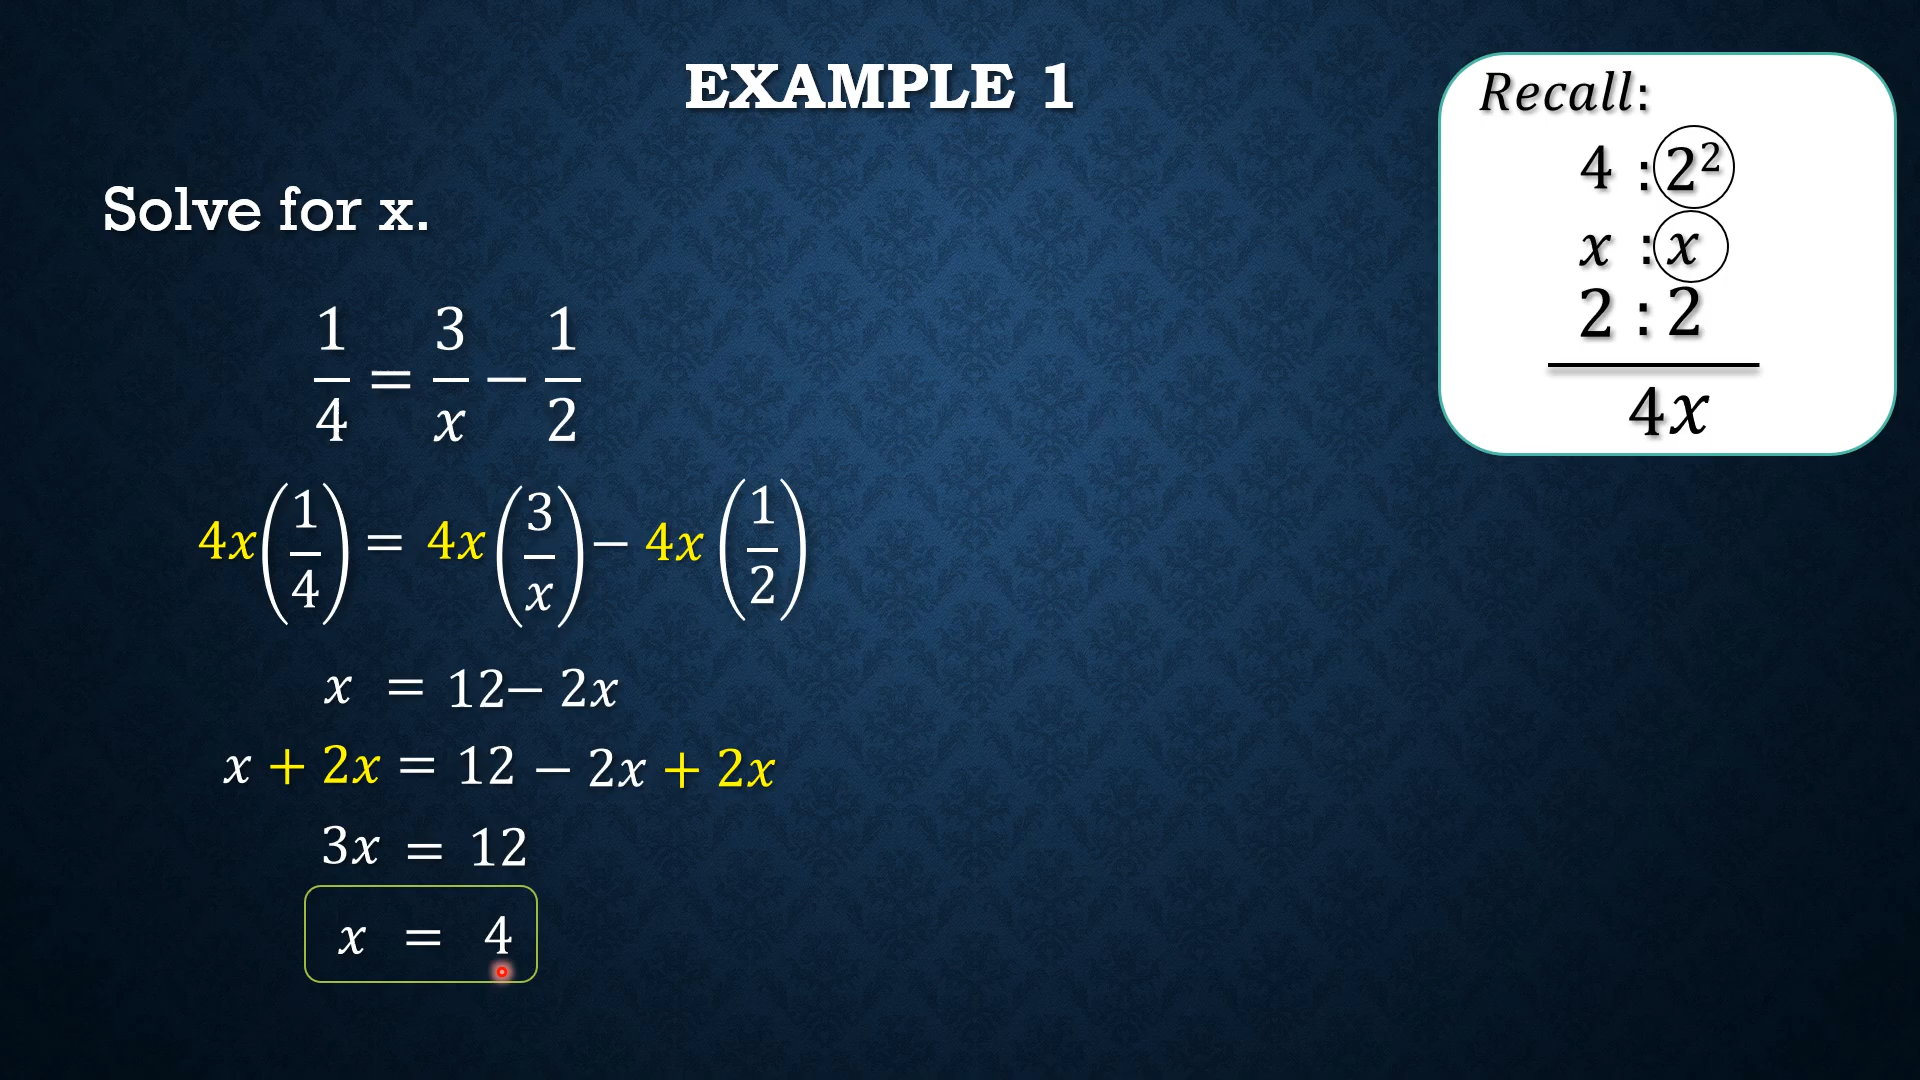 EXAMPLE 1
Solve for x.
1/4 = 3/x − 1/2
4x(1/4) = 4x(3/x) − 4x(1/2)
x = 12− 2x
x + 2x = 12 − 2x + 2x
3x = 12
x = 4
Recall:
4 : 2²
x : x
2 : 2
4x